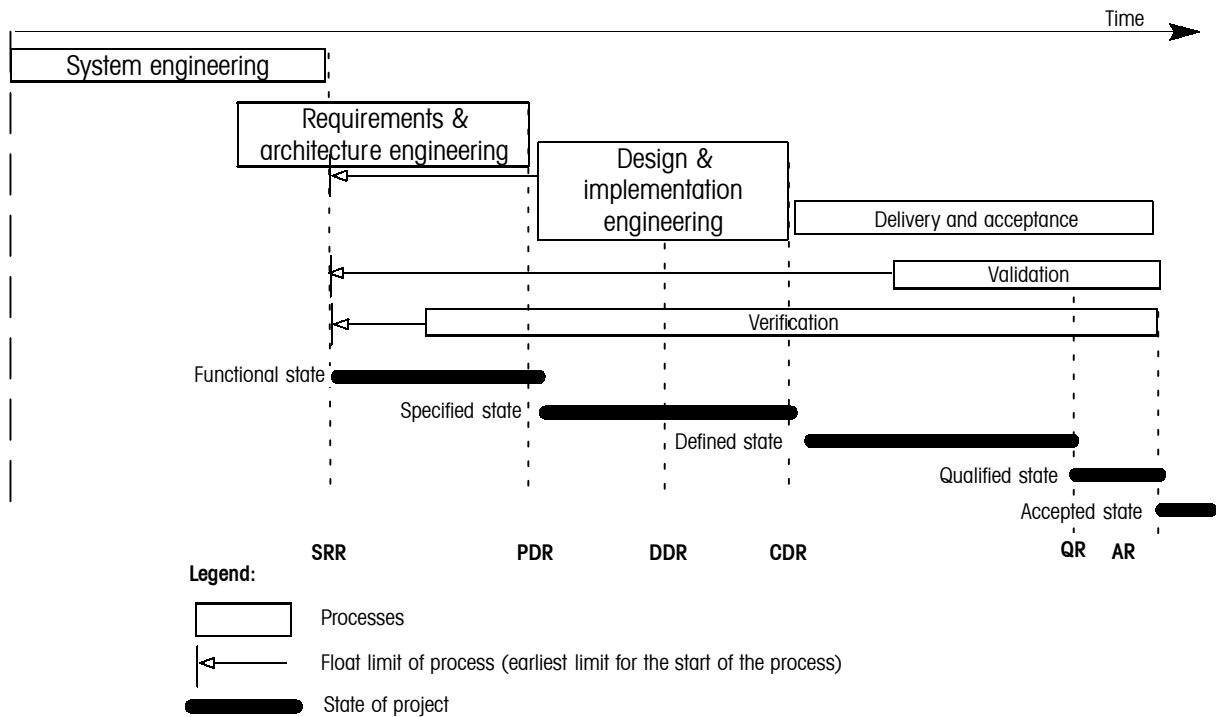 Time
System engineering
Requirements &
architecture engineering
Design &
implementation
engineering
Delivery and acceptance
Validation
Verification
Functional state
Specified state
Defined state
Qualified state
Accepted state
SRR PDR DDR CDR QR AR
Legend:
Processes
Float limit of process (earliest limit for the start of the process)
State of project